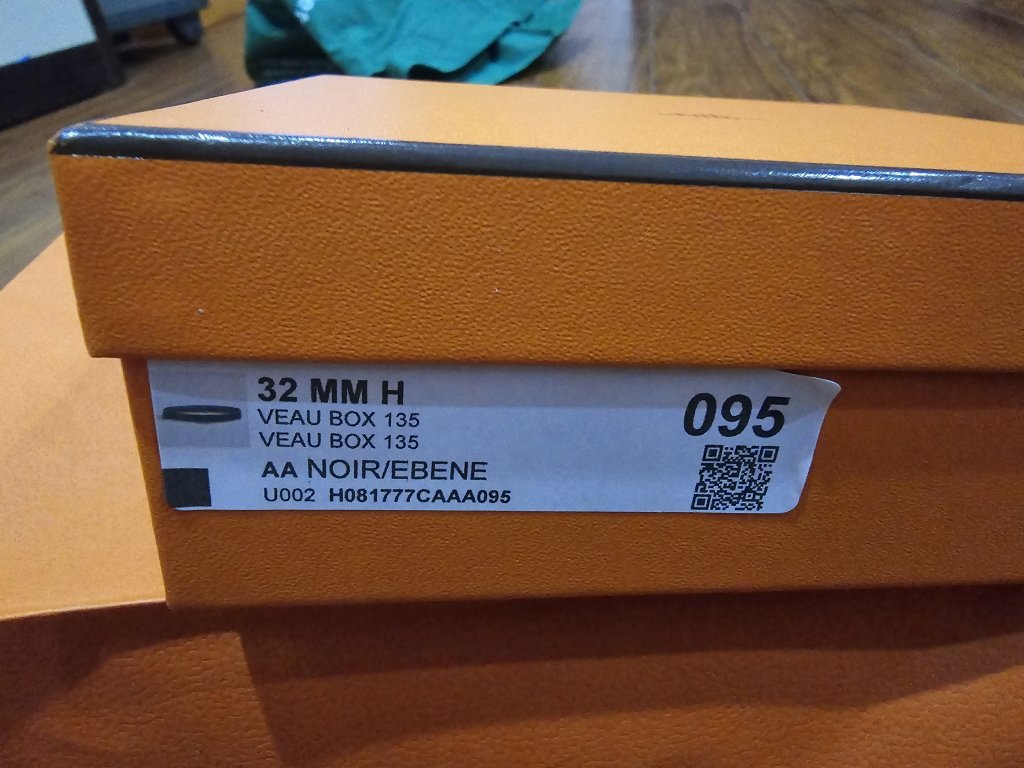 32 MM H
VEAU BOX 135
VEAU BOX 135
AA NOIR/EBENE
U002 H081777CAAA095
095